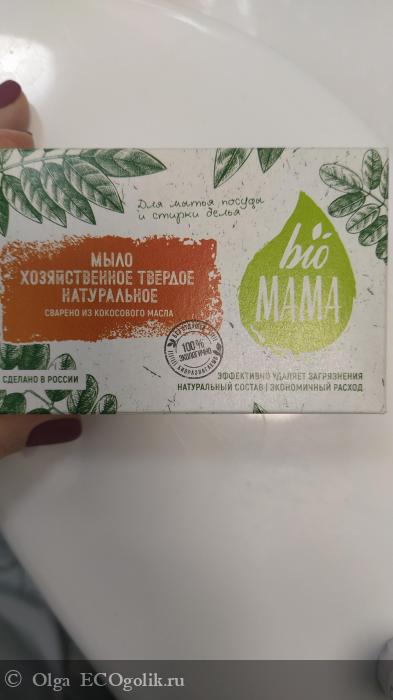 Для мытья посуды
и стирки белья
bio
МАМА
МЫЛО
ХОЗЯЙСТВЕННОЕ ТВЕРДОЕ
НАТУРАЛЬНОЕ
СВАРЕНО ИЗ КОКОСОВОГО МАСЛА
100%
ЭКОЛОГИЧНО
СДЕЛАНО В РОССИИ
ЭФФЕКТИВНО УДАЛЯЕТ ЗАГРЯЗНЕНИЯ
НАТУРАЛЬНЫЙ СОСТАВ | ЭКОНОМИЧНЫЙ РАСХОД
© Olga ECOgolik.ru